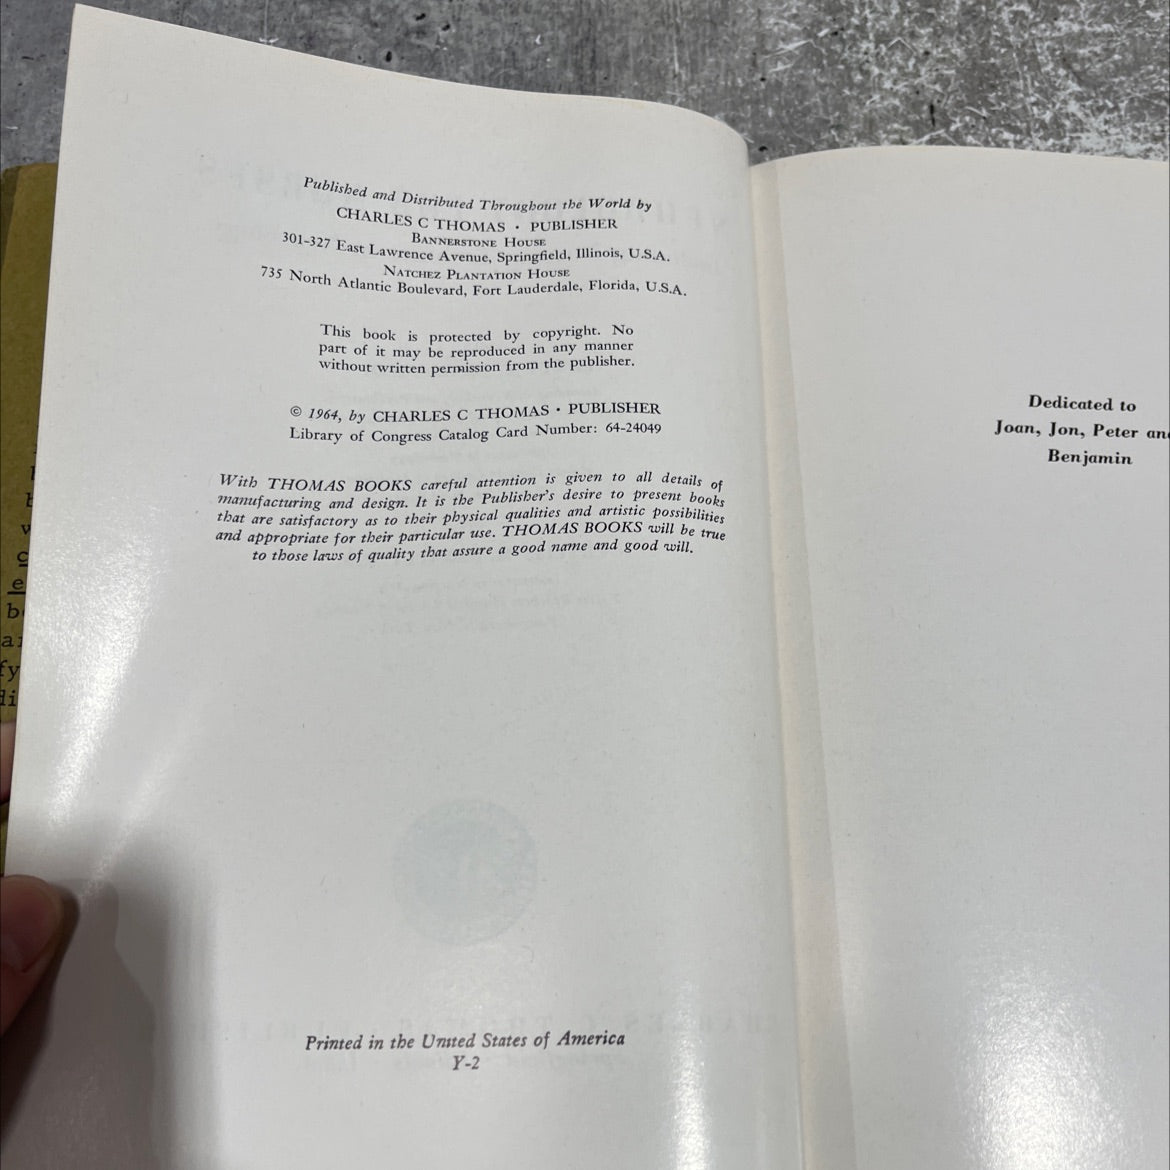 Published and Distributed Throughout the World by
CHARLES C THOMAS • PUBLISHER
BANNERSTONE HOUSE
301-327 East Lawrence Avenue, Springfield, Illinois, U.S.A.
NATCHEZ PLANTATION HOUSE
735 North Atlantic Boulevard, Fort Lauderdale, Florida, U.S.A.
This book is protected by copyright. No
part of it may be reproduced in any manner
without written permission from the publisher.
© 1964, by CHARLES C THOMAS • PUBLISHER
Library of Congress Catalog Card Number: 64-24049
With THOMAS BOOKS careful attention is given to all details of
manufacturing and design. It is the Publisher's desire to present books
that are satisfactory as to their physical qualities and artistic possibilities
and appropriate for their particular use. THOMAS BOOKS will be true
to those laws of quality that assure a good name and good will.
Printed in the United States of America
Y-2
Dedicated to
Joan, Jon, Peter and
Benjamin